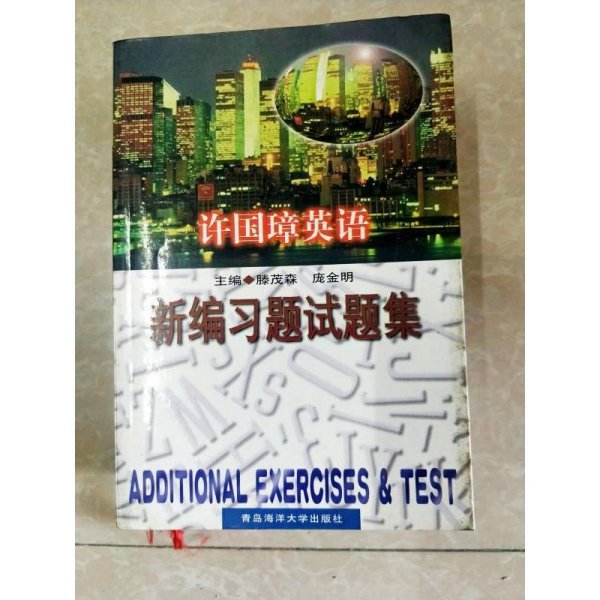 许国璋英语
主编◆滕茂森 庞金明
新编习题试题集
ADDITIONAL EXERCISES & TEST
青岛海洋大学出版社